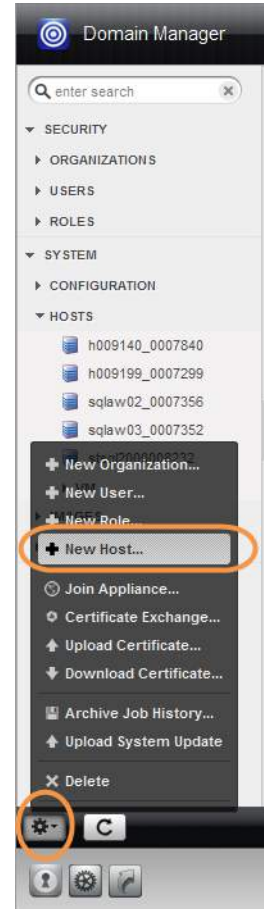 Domain Manager
enter search
SECURITY
ORGANIZATIONS
USERS
ROLES
SYSTEM
CONFIGURATION
HOSTS
h009140_0007840
h009199_0007299
sqlaw02_0007356
sqlaw03_0007352
New Organization...
New User...
New Role...
New Host...
Join Appliance...
Certificate Exchange...
Upload Certificate...
Download Certificate...
Archive Job History...
Upload System Update
Delete